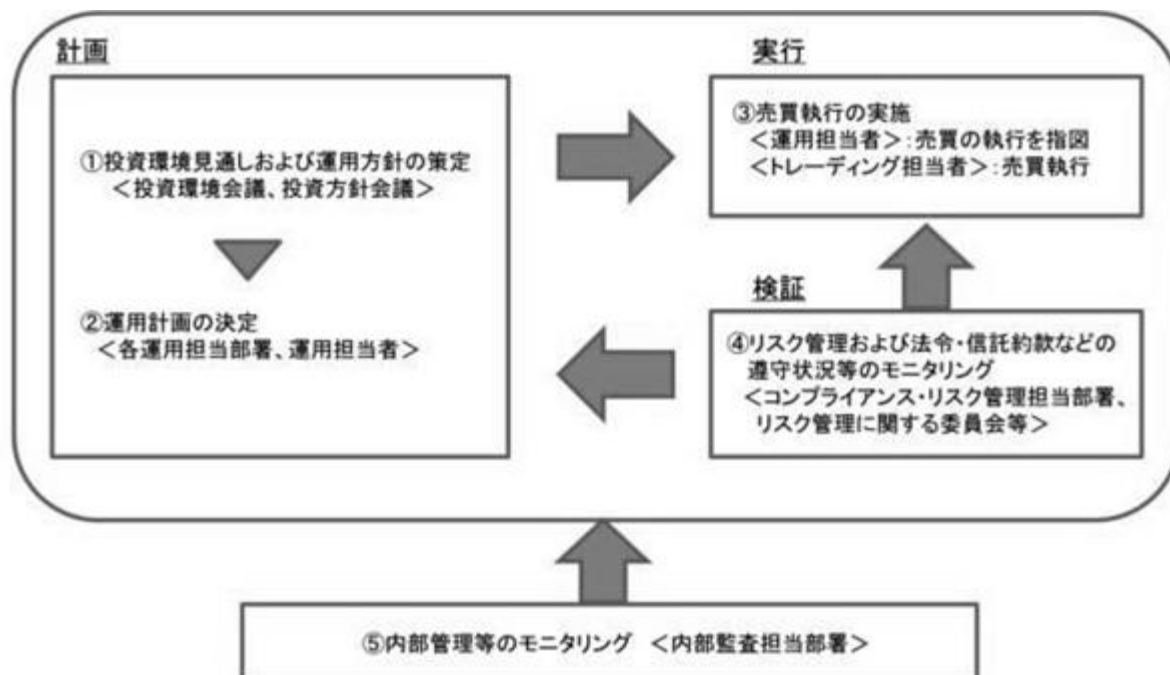 計画
①投資環境見通しおよび運用方針の策定
＜投資環境会議、投資方針会議＞
②運用計画の決定
＜各運用担当部署、運用担当者＞
実行
③売買執行の実施
＜運用担当者＞：売買の執行を指図
＜トレーディング担当者＞：売買執行
検証
④リスク管理および法令・信託約款などの
遵守状況等のモニタリング
＜コンプライアンス・リスク管理担当部署、
リスク管理に関する委員会等＞
⑤内部管理等のモニタリング　＜内部監査担当部署＞